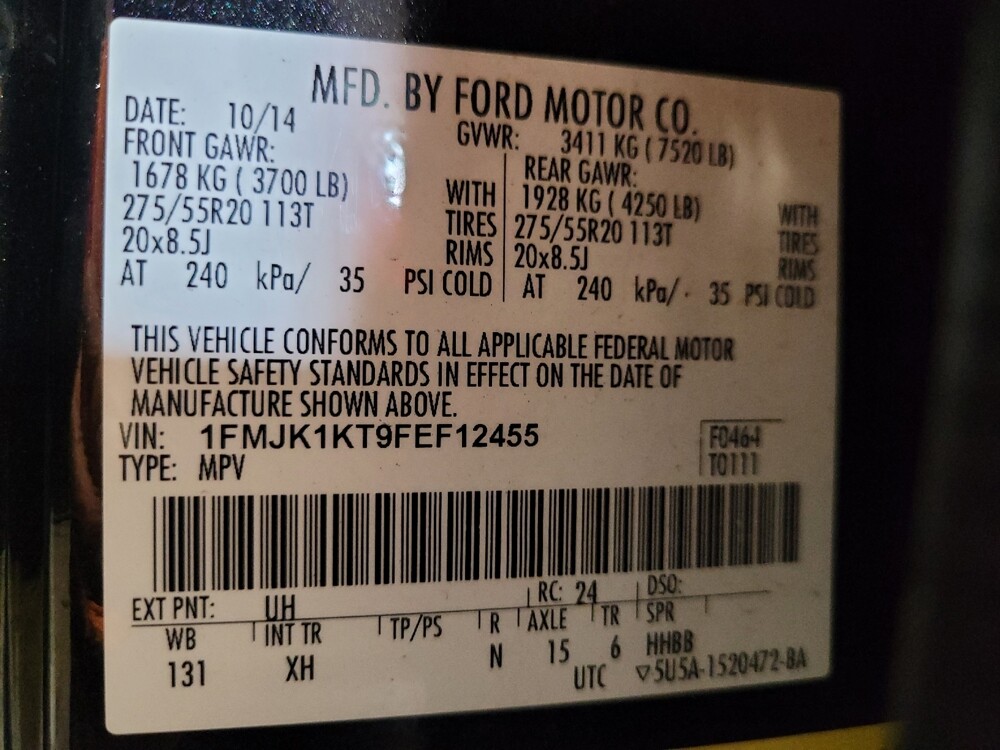 MFD. BY FORD MOTOR CO.
DATE: 10/14
GVWR: 3411 KG ( 7520 LB)
FRONT GAWR:
1678 KG ( 3700 LB) WITH
275/55R20 113T TIRES
20x8.5J RIMS
AT 240 kPa/ 35 PSI COLD
REAR GAWR:
1928 KG ( 4250 LB) WITH
275/55R20 113T TIRES
20x8.5J RIMS
AT 240 kPa/ 35 PSI COLD
THIS VEHICLE CONFORMS TO ALL APPLICABLE FEDERAL MOTOR
VEHICLE SAFETY STANDARDS IN EFFECT ON THE DATE OF
MANUFACTURE SHOWN ABOVE.
VIN: 1FMJK1KT9FEF12455
TYPE: MPV
F0464
T0111
EXT PNT: UH RC: 24 DSO:
WB INT TR TP/PS R AXLE TR SPR
131 XH N 15 6 HHBB
UTC ▽5U5A-1520472-BA